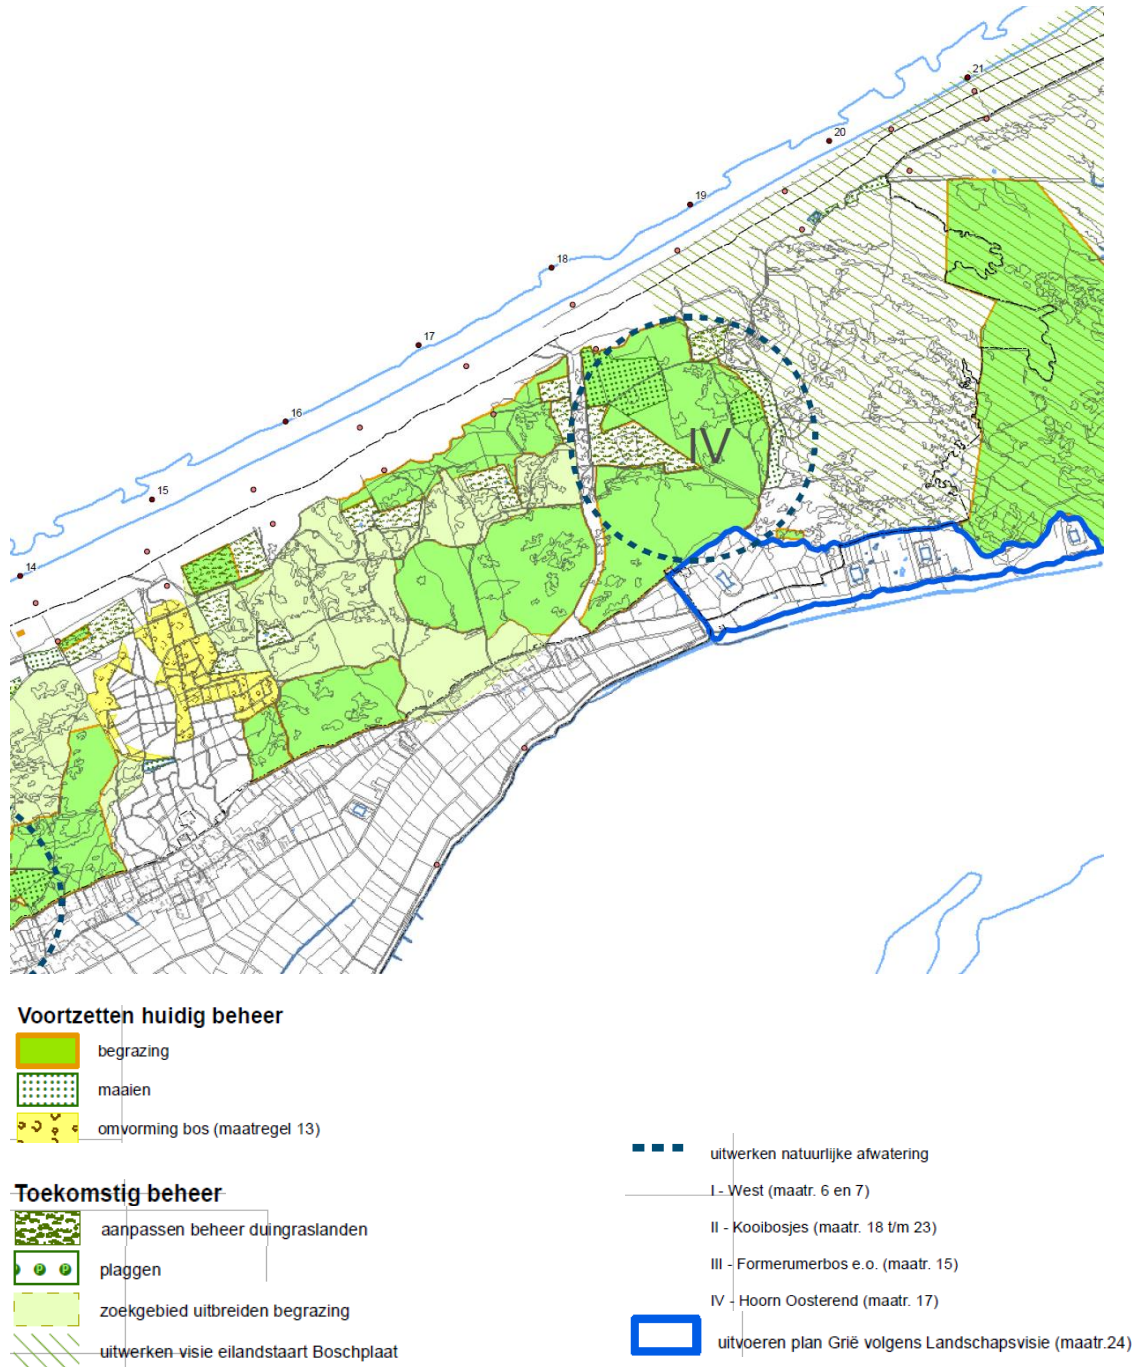 21
20
19
18
17
16
15
14
IV
Voortzetten huidig beheer
begrazing
maaien
omvorming bos (maatregel 13)
Toekomstig beheer
aanpassen beheer duingraslanden
P P
plaggen
zoekgebied uitbreiden begrazing
uitwerken visie eilandstaart Boschplaat
uitwerken natuurlijke afwatering
I - West (maatr. 6 en 7)
II - Kooibosjes (maatr. 18 t/m 23)
III - Formerumerbos e.o. (maatr. 15)
IV - Hoorn Oosterend (maatr. 17)
uitvoeren plan Grië volgens Landschapsvisie (maatr.24)